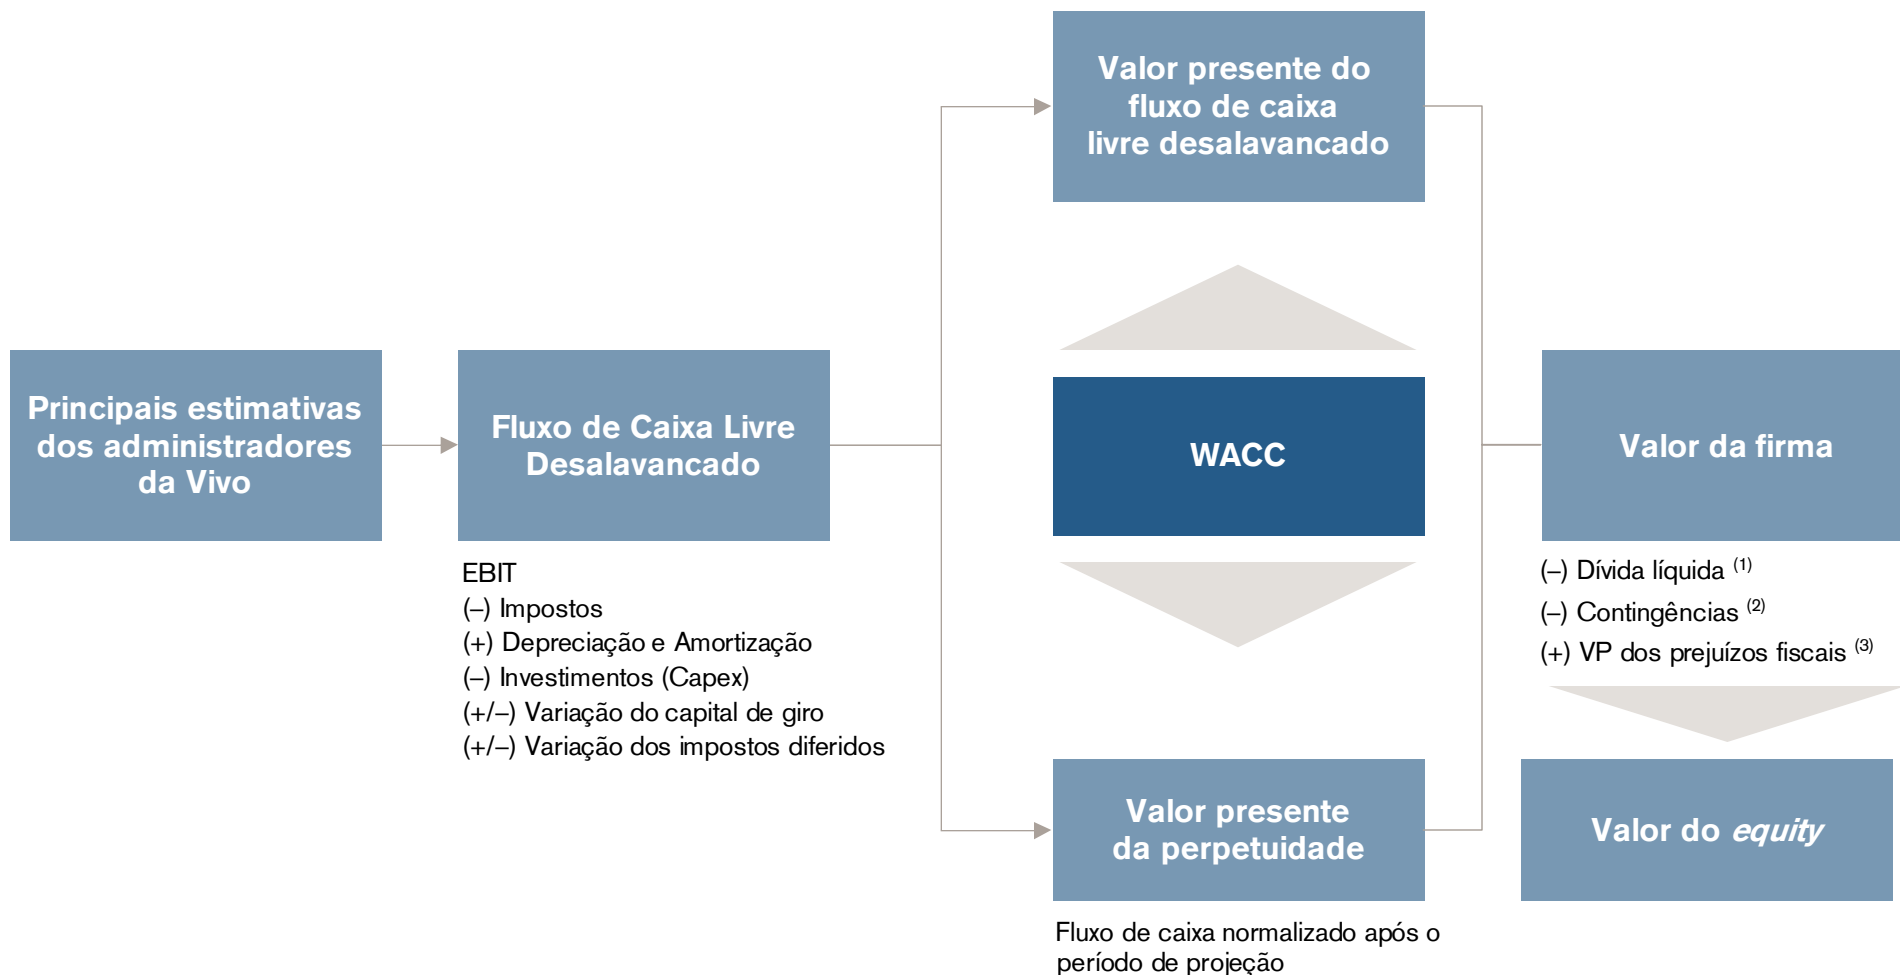 Valor presente do
fluxo de caixa
livre desalavancado
Principais estimativas
dos administradores
da Vivo
Fluxo de Caixa Livre
Desalavancado
WACC
Valor da firma
EBIT
(–) Impostos
(+) Depreciação e Amortização
(–) Investimentos (Capex)
(+/–) Variação do capital de giro
(+/–) Variação dos impostos diferidos
(–) Dívida líquida (1)
(–) Contingências (2)
(+) VP dos prejuízos fiscais (3)
Valor presente
da perpetuidade
Valor do equity
Fluxo de caixa normalizado após o
período de projeção